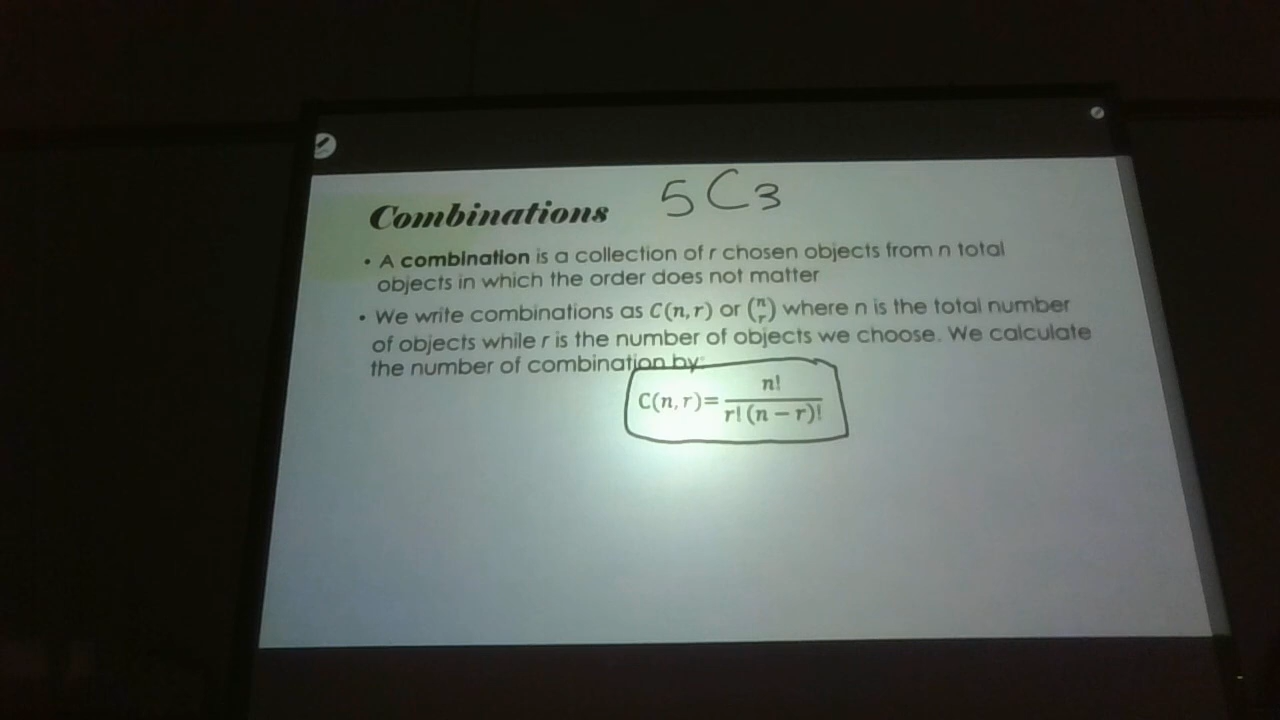 Combinations 5C3
• A combination is a collection of r chosen objects from n total
objects in which the order does not matter
• We write combinations as C(n, r) or (n r) where n is the total number
of objects while r is the number of objects we choose. We calculate
the number of combination by:
C(n, r)= n! / r! (n − r)!